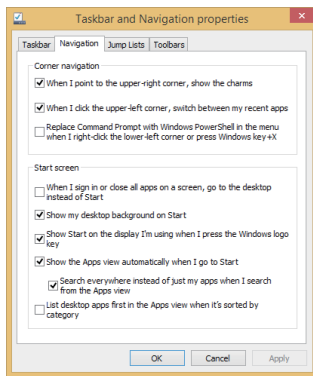 Taskbar and Navigation properties
Taskbar Navigation Jump Lists Toolbars
Corner navigation
When I point to the upper-right corner, show the charms
When I click the upper-left corner, switch between my recent apps
Replace Command Prompt with Windows PowerShell in the menu
when I right-click the lower-left corner or press Windows key+X
Start screen
When I sign in or close all apps on a screen, go to the desktop
instead of Start
Show my desktop background on Start
Show Start on the display I'm using when I press the Windows logo
key
Show the Apps view automatically when I go to Start
Search everywhere instead of just my apps when I search
from the Apps view
List desktop apps first in the Apps view when it's sorted by
category
OK Cancel Apply